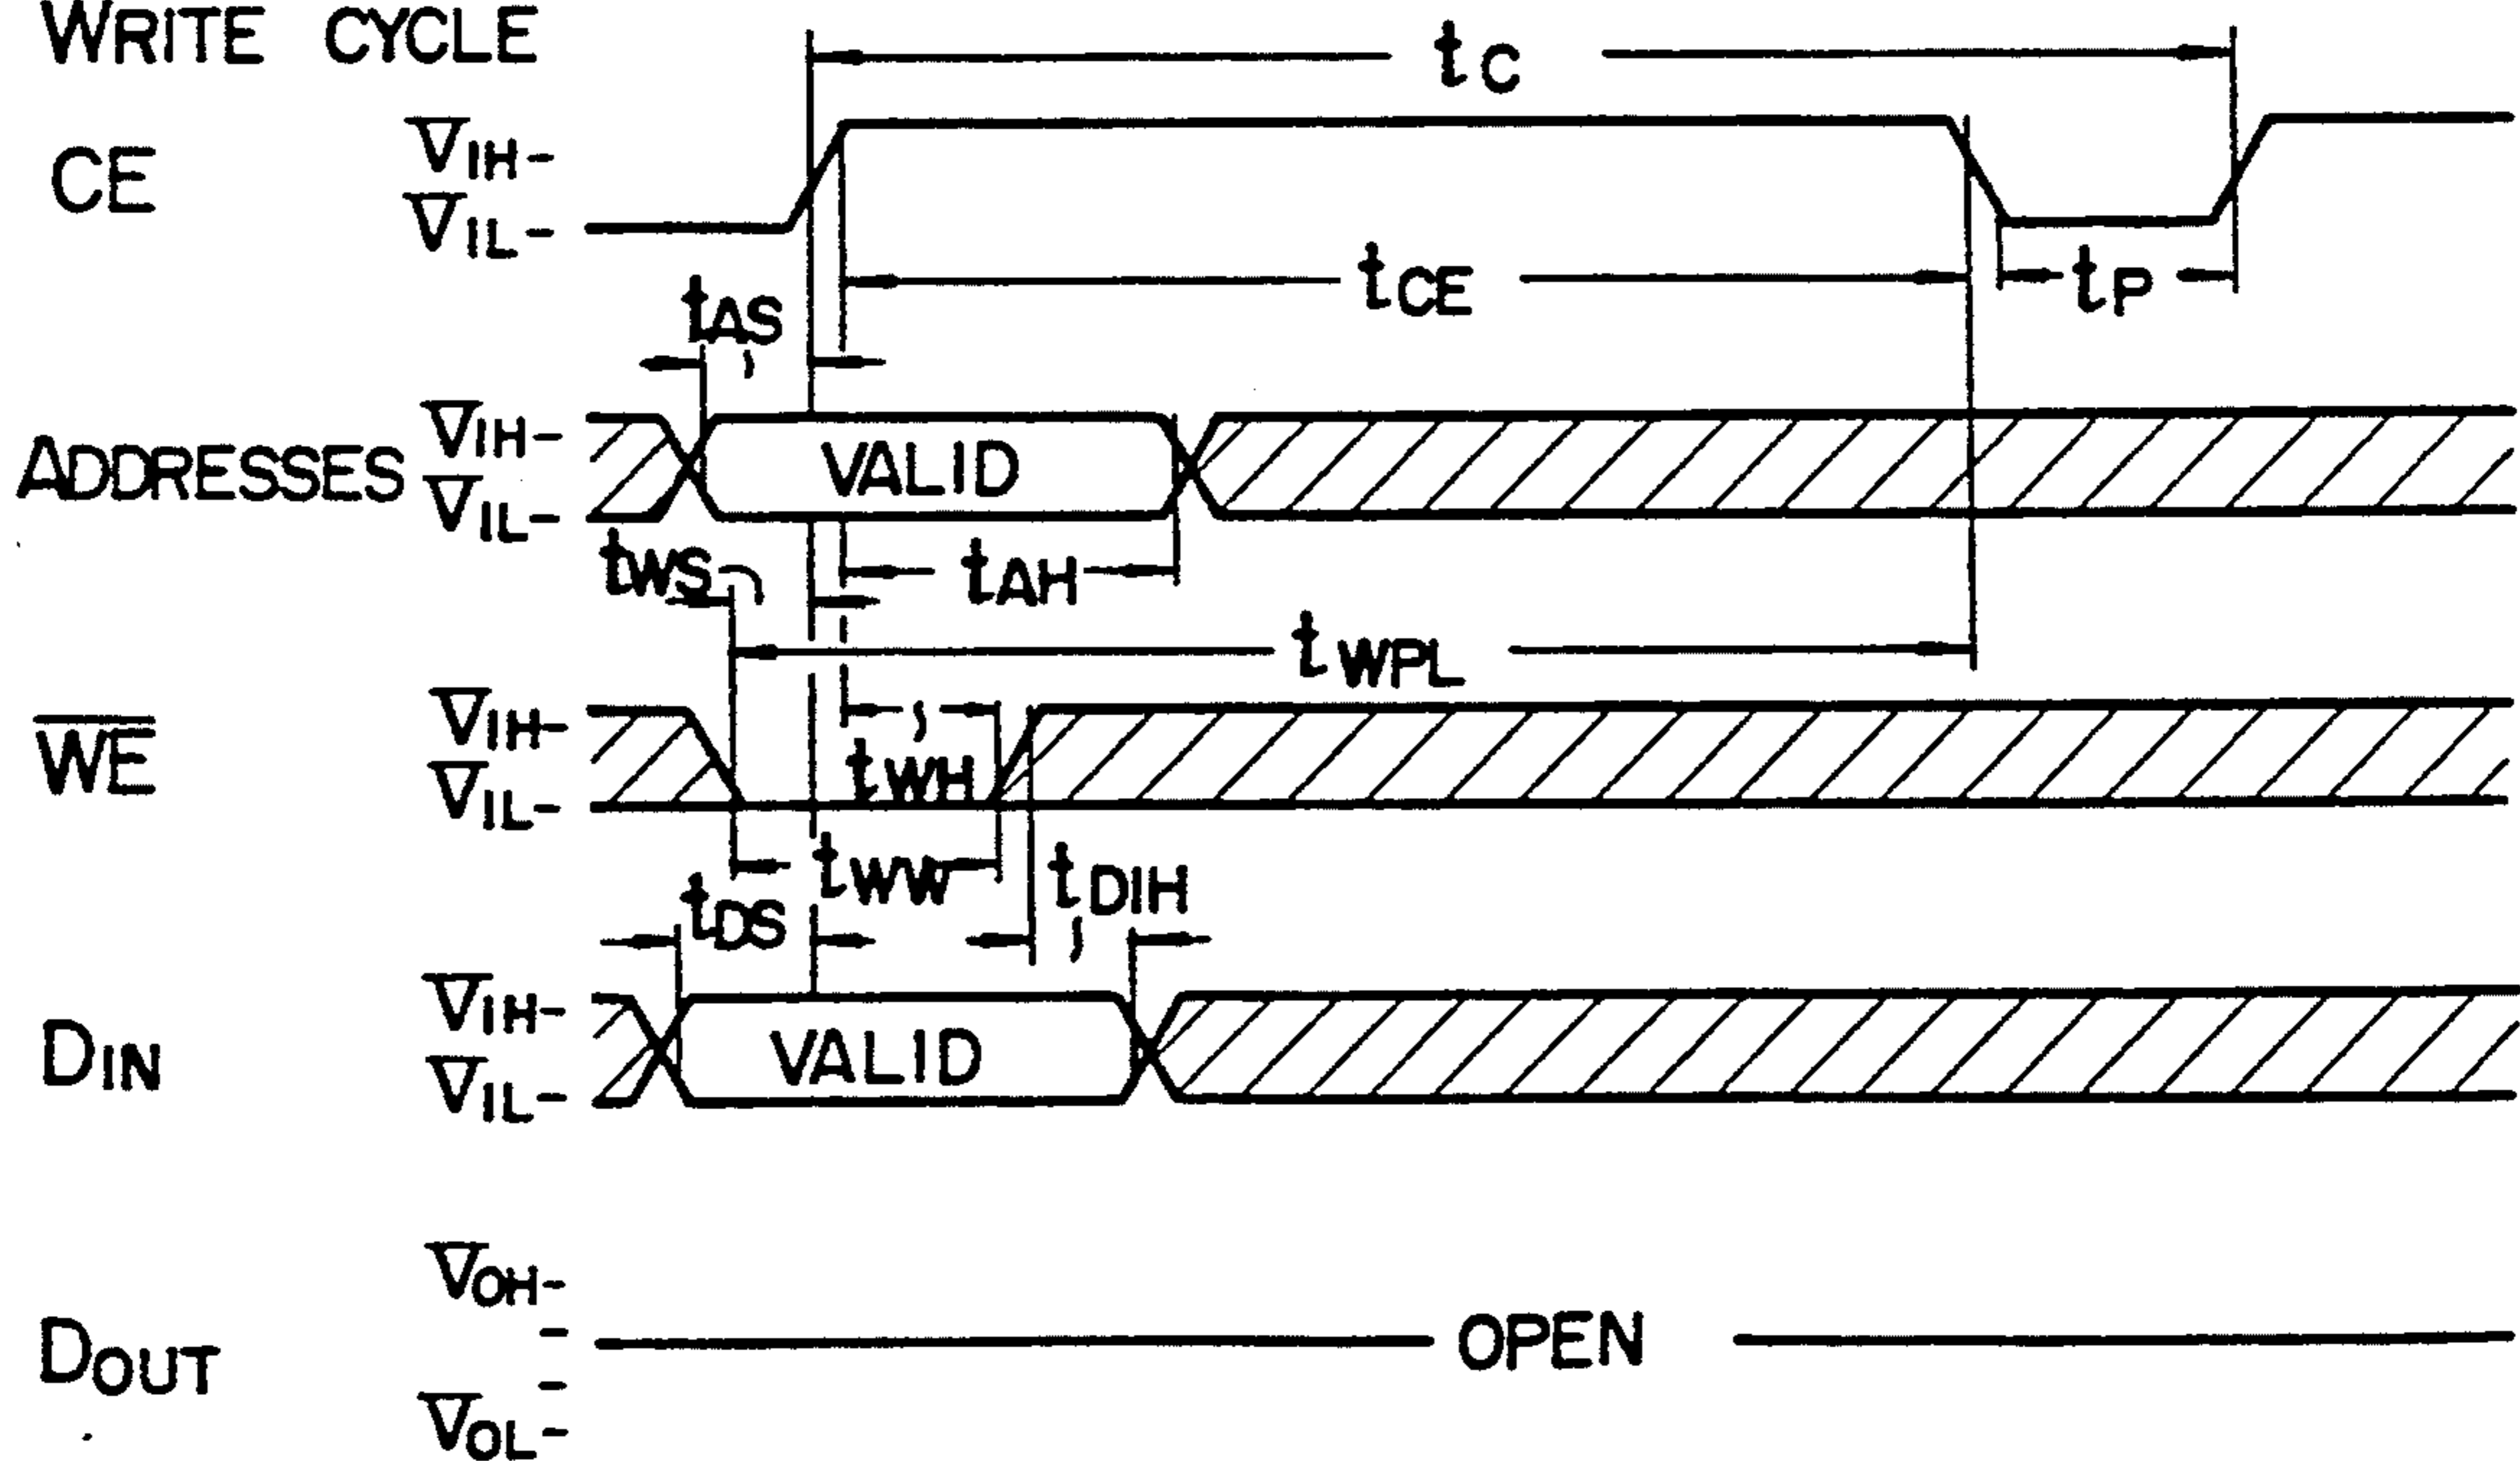 WRITE CYCLE
tC
CE
VIH-
VIL-
tCE
tP
tAS
ADDRESSES
VIH-
VIL-
VALID
tWS
tAH
tWPL
WE
VIH-
VIL-
tWH
tWW
tDIH
tDS
DIN
VIH-
VIL-
VALID
DOUT
VOH-
VOL-
OPEN